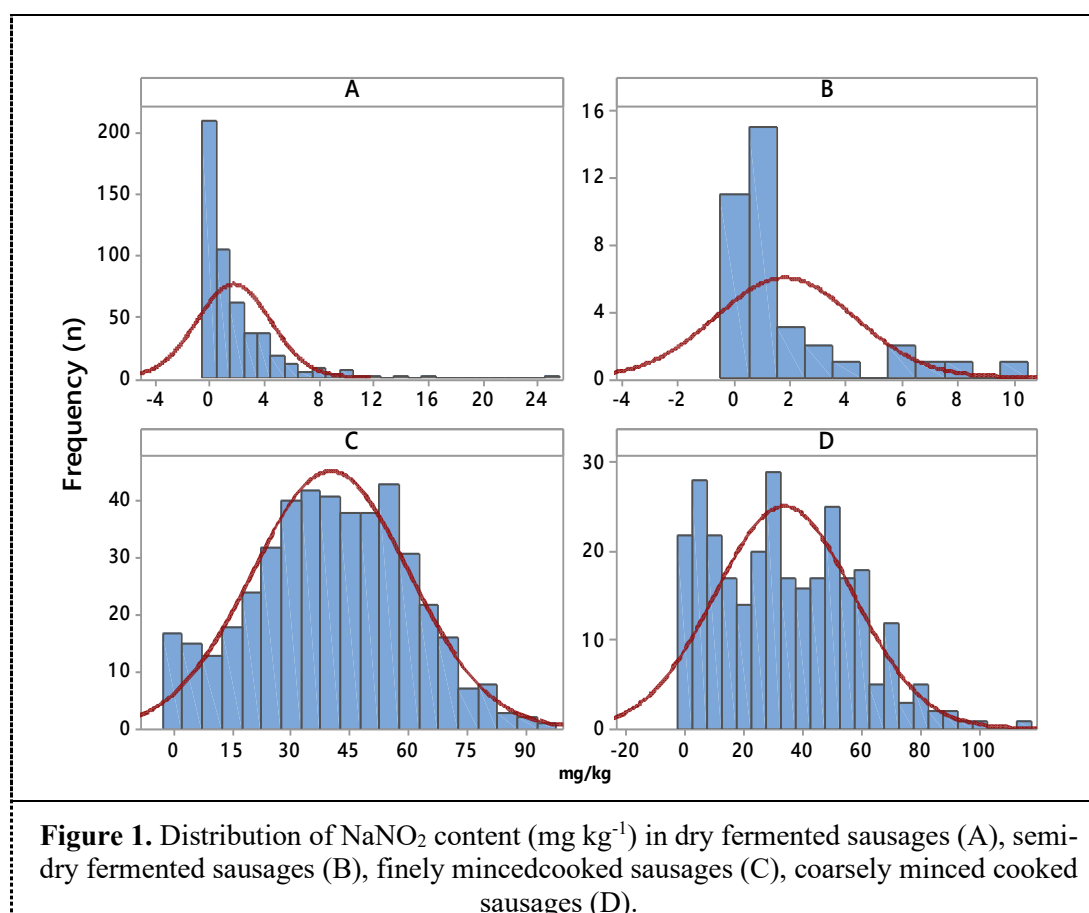 A
B
Frequency (n)
200
150
100
50
0
-4 0 4 8 12 16 20 24
16
12
8
4
0
-4 -2 0 2 4 6 8 10
C
D
40
30
20
10
0
0 15 30 45 60 75 90
30
20
10
0
-20 0 20 40 60 80 100
mg/kg
Figure 1. Distribution of NaNO₂ content (mg kg⁻¹) in dry fermented sausages (A), semi-
dry fermented sausages (B), finely mincedcooked sausages (C), coarsely minced cooked
sausages (D).